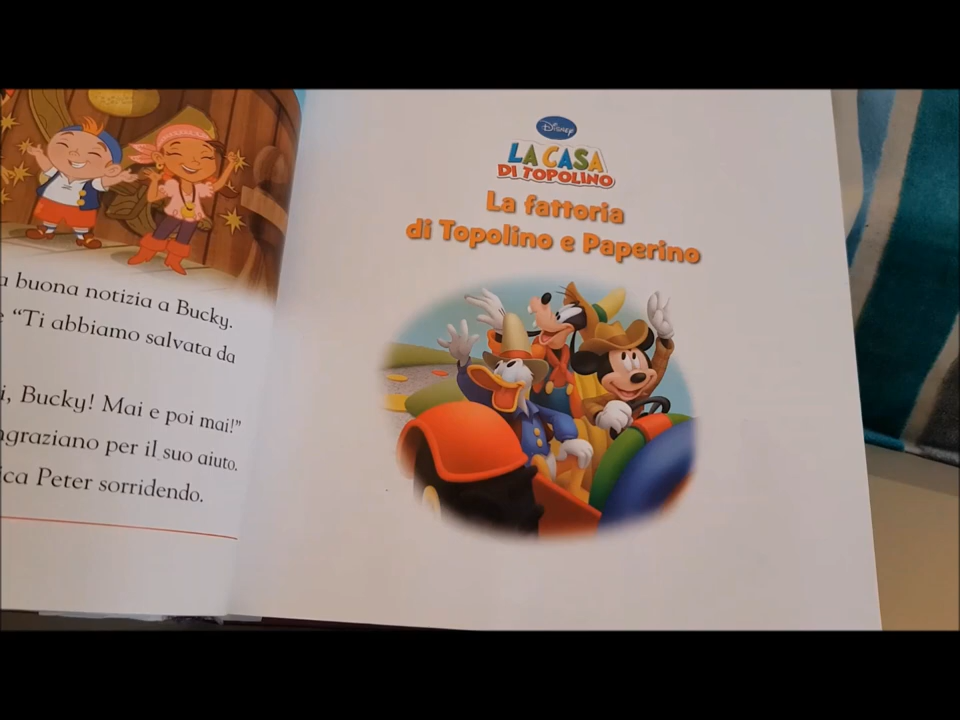 a buona notizia a Bucky.
"Ti abbiamo salvata da
i, Bucky! Mai e poi mai!"
ngraziano per il suo aiuto.
ica Peter sorridendo.
Disney
LA CASA
DI TOPOLINO
La fattoria
di Topolino e Paperino